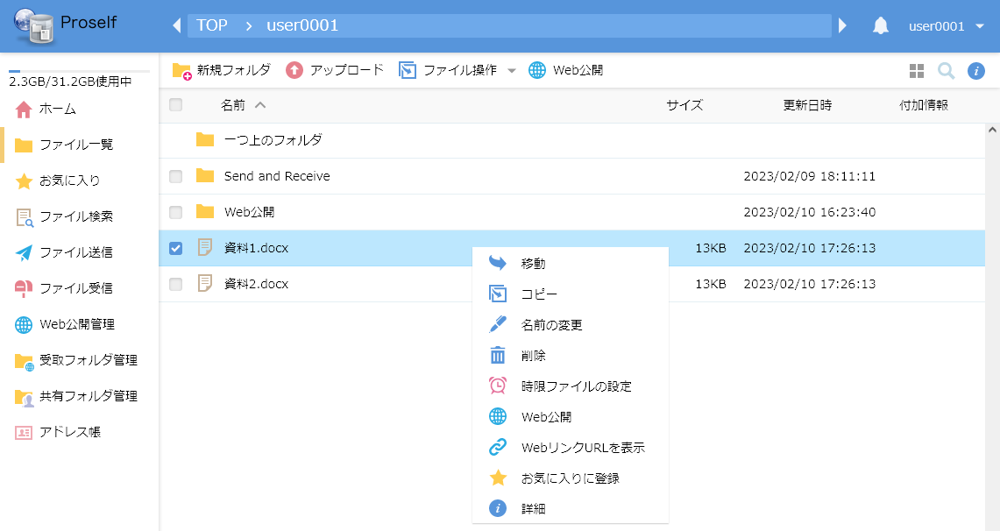 Proself
TOP > user0001
user0001
2.3GB/31.2GB使用中
ホーム
ファイル一覧
お気に入り
ファイル検索
ファイル送信
ファイル受信
Web公開管理
受取フォルダ管理
共有フォルダ管理
アドレス帳
新規フォルダ アップロード ファイル操作 Web公開
名前 サイズ 更新日時 付加情報
一つ上のフォルダ
Send and Receive 2023/02/09 18:11:11
Web公開 2023/02/10 16:23:40
資料1.docx 13KB 2023/02/10 17:26:13
資料2.docx 13KB 2023/02/10 17:26:13
移動
コピー
名前の変更
削除
時限ファイルの設定
Web公開
WebリンクURLを表示
お気に入りに登録
詳細